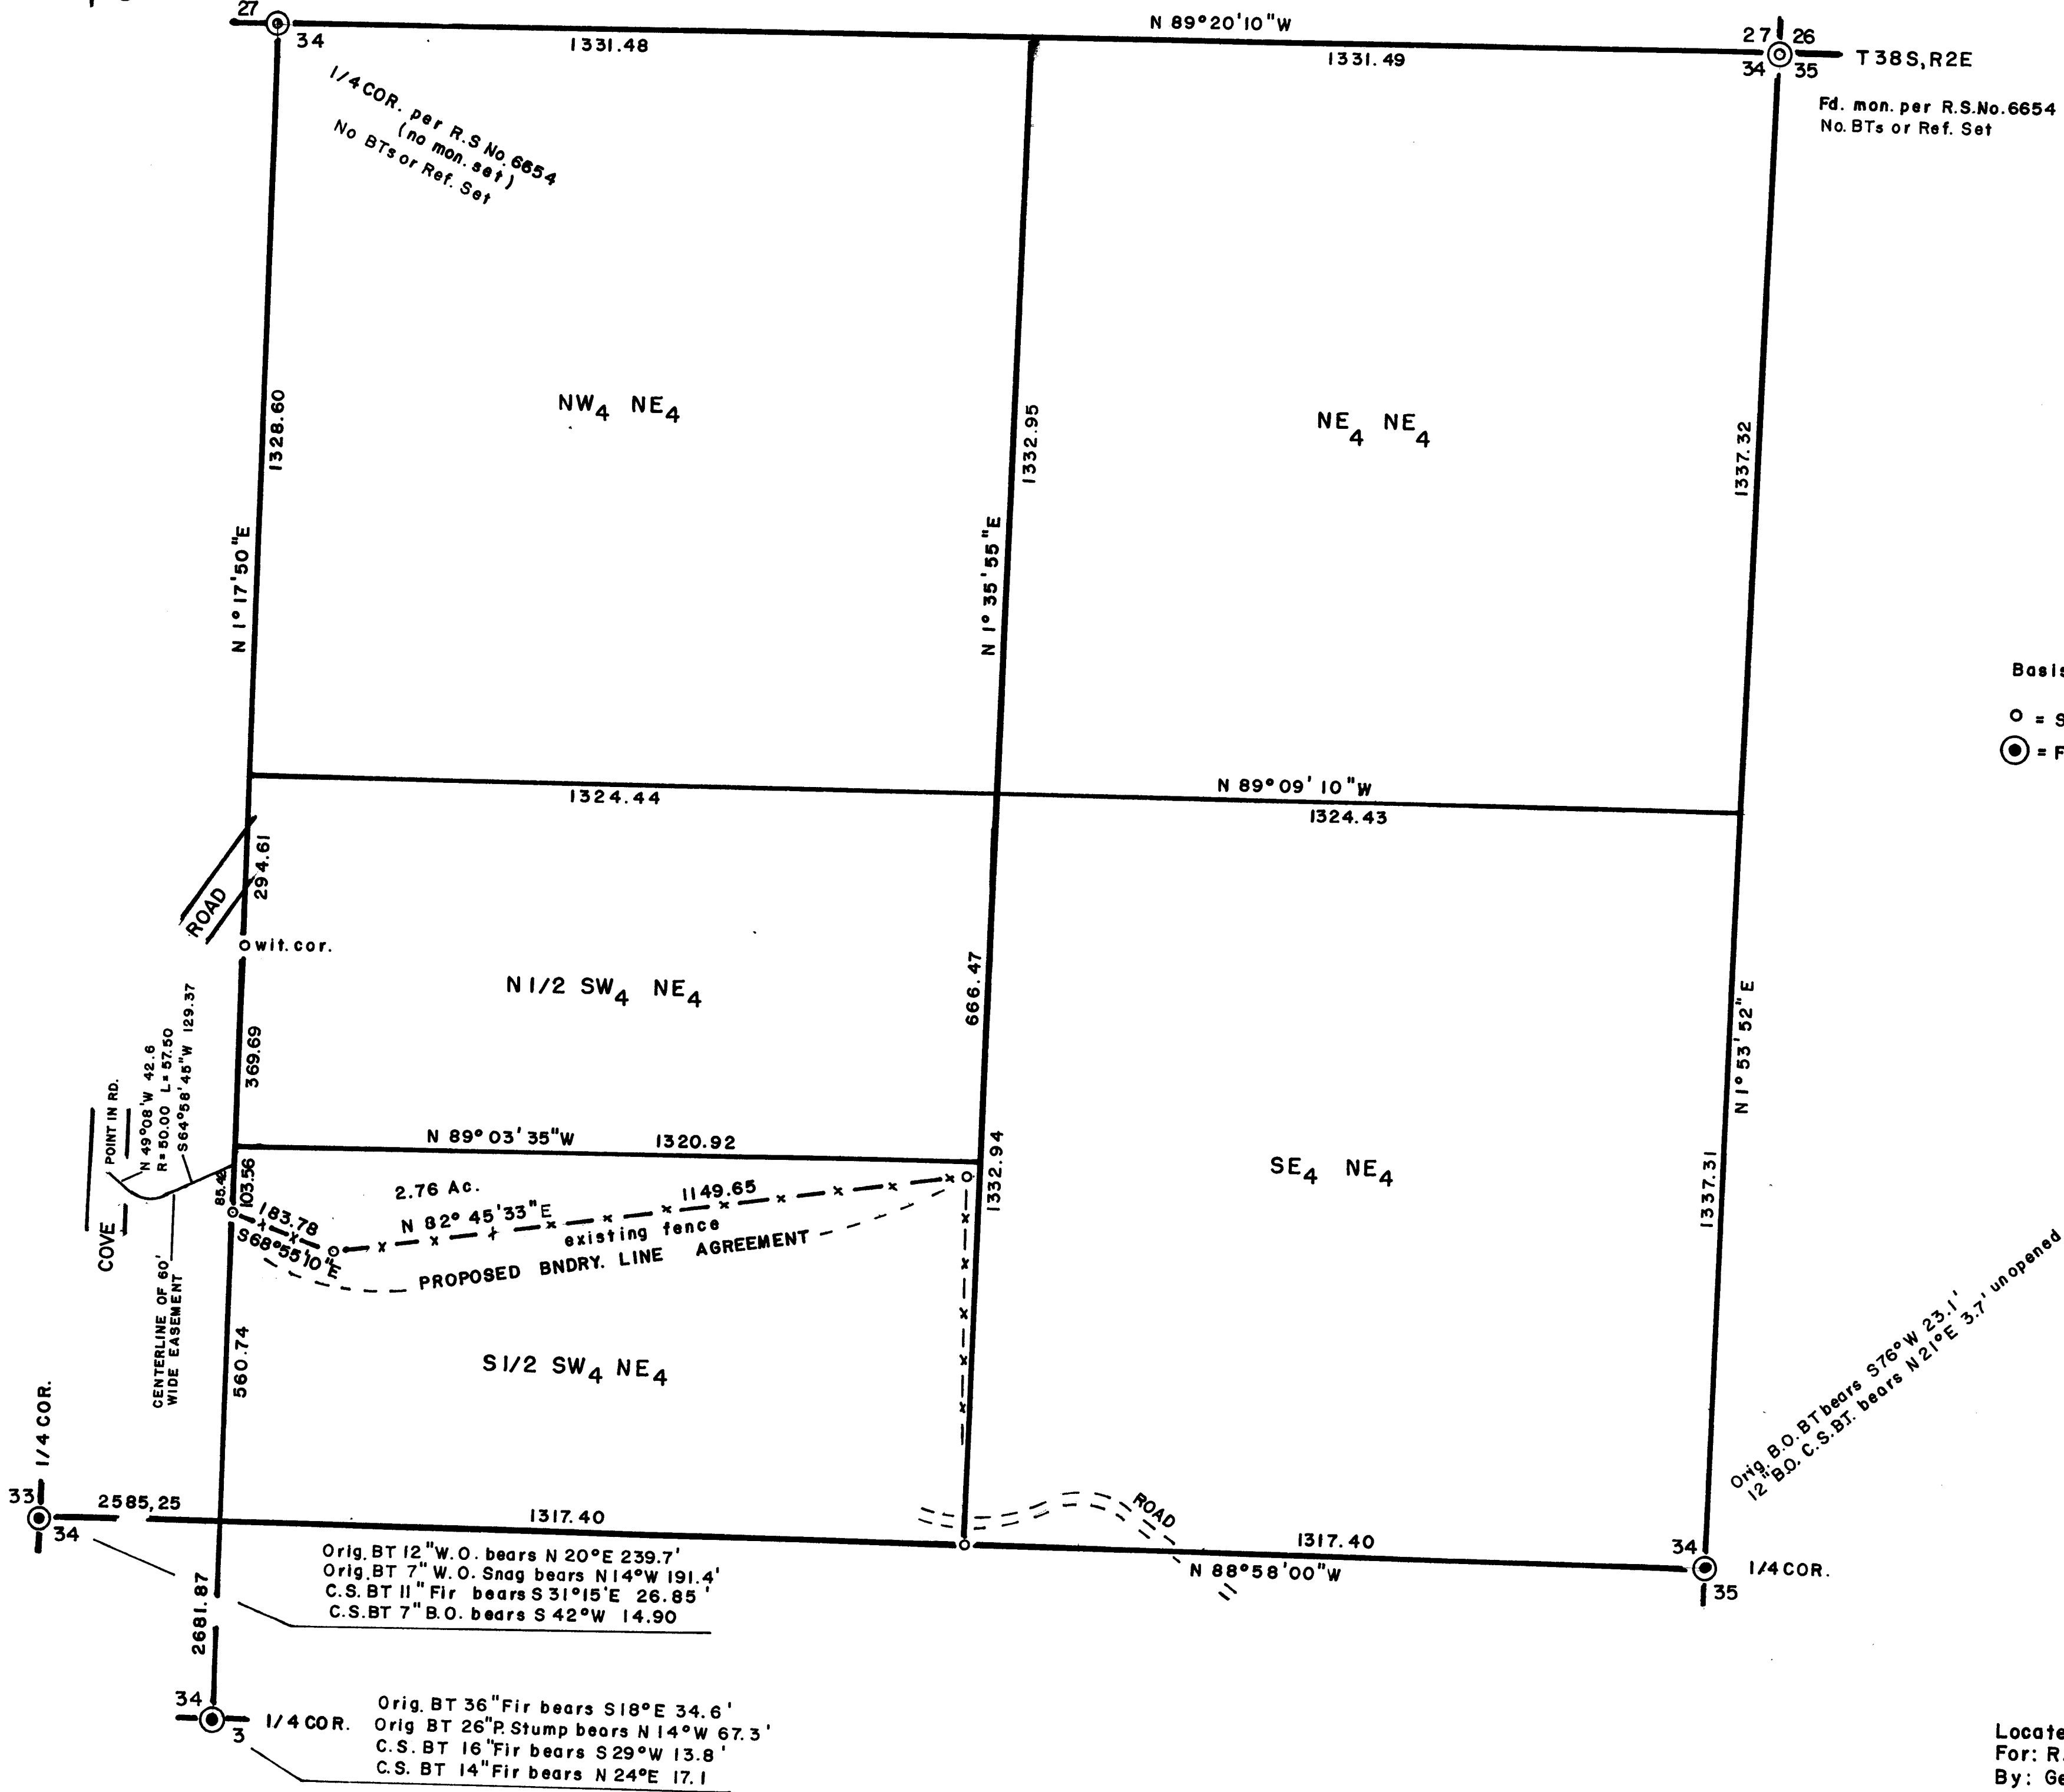 27
34
1331.48
N 89°20'10"W
1331.49
27 26
34 35
T38S,R2E
Fd. mon. per R.S.No.6654
No. BTs or Ref. Set
1/4 COR. per R.S No. 6654
(no mon. set)
No BTs or Ref. Set
1328.60
N 1°17'50"E
NW4 NE4
1332.95
N 1°35'55"E
NE4 NE4
1337.32
Basis
O = S
= F
1324.44
N 89°09'10"W
1324.43
294.61
ROAD
wit. cor.
N 1/2 SW4 NE4
666.47
369.69
N 1°53'52"E
POINT IN RD.
N 49°08'W 42.6
R = 50.00 L = 57.50
S64°58'45"W 129.37
N 89°03'35"W 1320.92
103.56
2.76 Ac.
1149.65
183.78
N 82°45'33"E
S68°55'10"E
existing fence
PROPOSED BNDRY. LINE AGREEMENT
1332.94
SE4 NE4
1337.31
COVE
CENTERLINE OF 60'
WIDE EASEMENT
560.74
S 1/2 SW4 NE4
Orig. B.O. BT bears S76°W 23.1'
12" B.O. C.S.BT. bears N21°E 3.7' unopened
1/4 COR.
33
34
2585,25
1317.40
ROAD
1317.40
N 88°58'00"W
34
35
1/4 COR.
Orig. BT 12"W.O. bears N 20°E 239.7'
Orig. BT 7" W.O. Snag bears N14°W 191.4'
C.S. BT 11" Fir bears S 31°15'E 26.85'
C.S.BT 7" B.O. bears S 42°W 14.90
2681.87
34
3
1/4 COR.
Orig. BT 36"Fir bears S18°E 34.6'
Orig BT 26"P. Stump bears N 14°W 67.3'
C.S. BT 16"Fir bears S 29°W 13.8'
C.S. BT 14"Fir bears N 24°E 17.1
Locate
For: R.
By: Ge